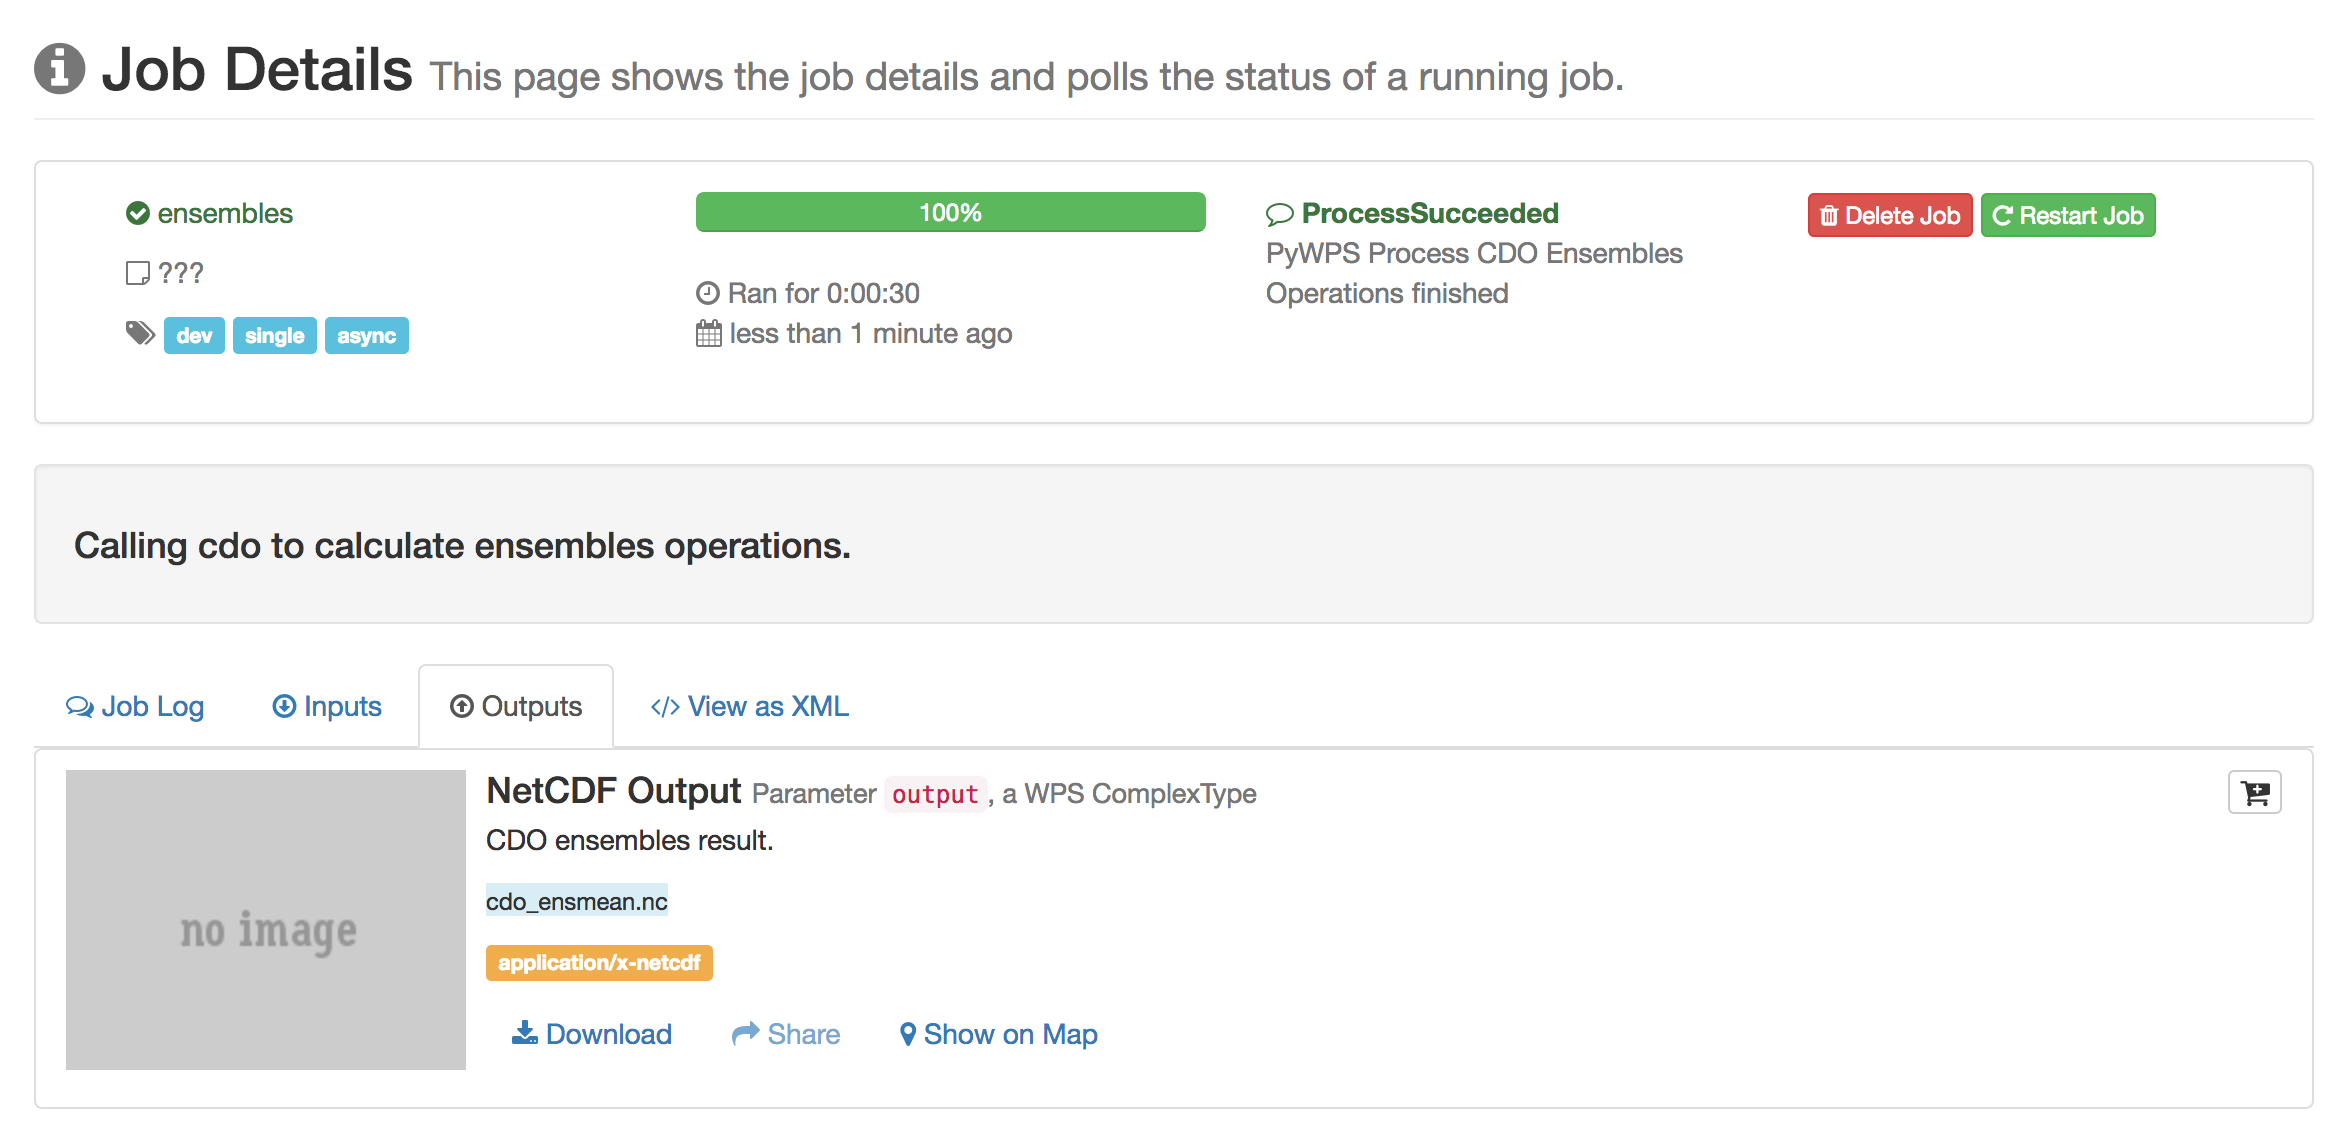 Job Details This page shows the job details and polls the status of a running job.
ensembles
???
dev single async
100%
Ran for 0:00:30
less than 1 minute ago
ProcessSucceeded
PyWPS Process CDO Ensembles
Operations finished
Delete Job Restart Job
Calling cdo to calculate ensembles operations.
Job Log Inputs Outputs </> View as XML
no image
NetCDF Output Parameter output, a WPS ComplexType
CDO ensembles result.
cdo_ensmean.nc
application/x-netcdf
Download Share Show on Map